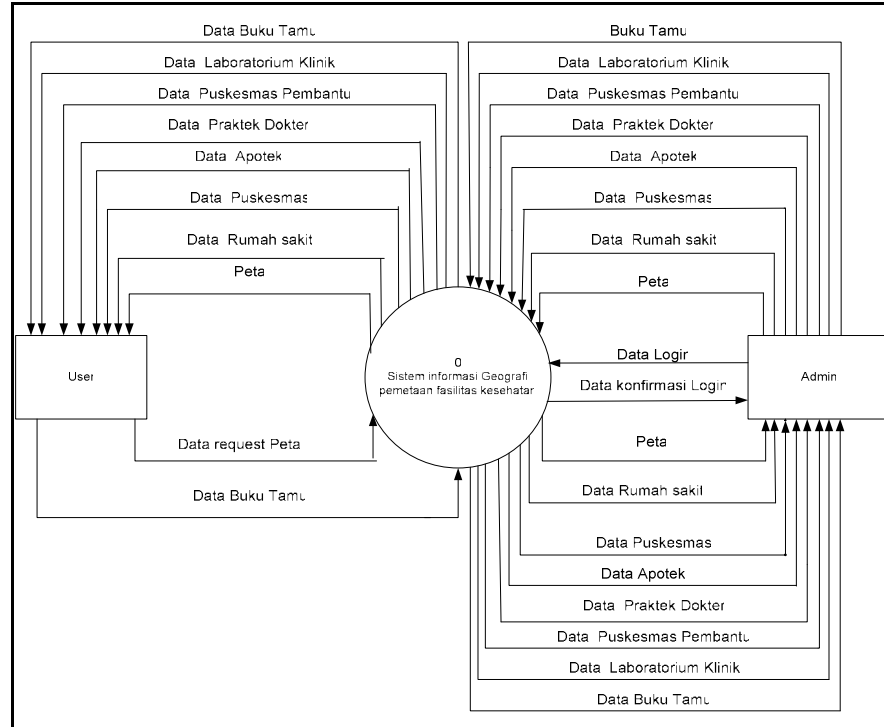 Data Buku Tamu
Data Laboratorium Klinik
Data Puskesmas Pembantu
Data Praktek Dokter
Data Apotek
Data Puskesmas
Data Rumah sakit
Peta
User
Data request Peta
Data Buku Tamu
0
Sistem informasi Geografi
pemetaan fasilitas kesehatar
Buku Tamu
Data Laboratorium Klinik
Data Puskesmas Pembantu
Data Praktek Dokter
Data Apotek
Data Puskesmas
Data Rumah sakit
Peta
Data Logir
Data konfirmasi Login
Admin
Peta
Data Rumah sakit
Data Puskesmas
Data Apotek
Data Praktek Dokter
Data Puskesmas Pembantu
Data Laboratorium Klinik
Data Buku Tamu